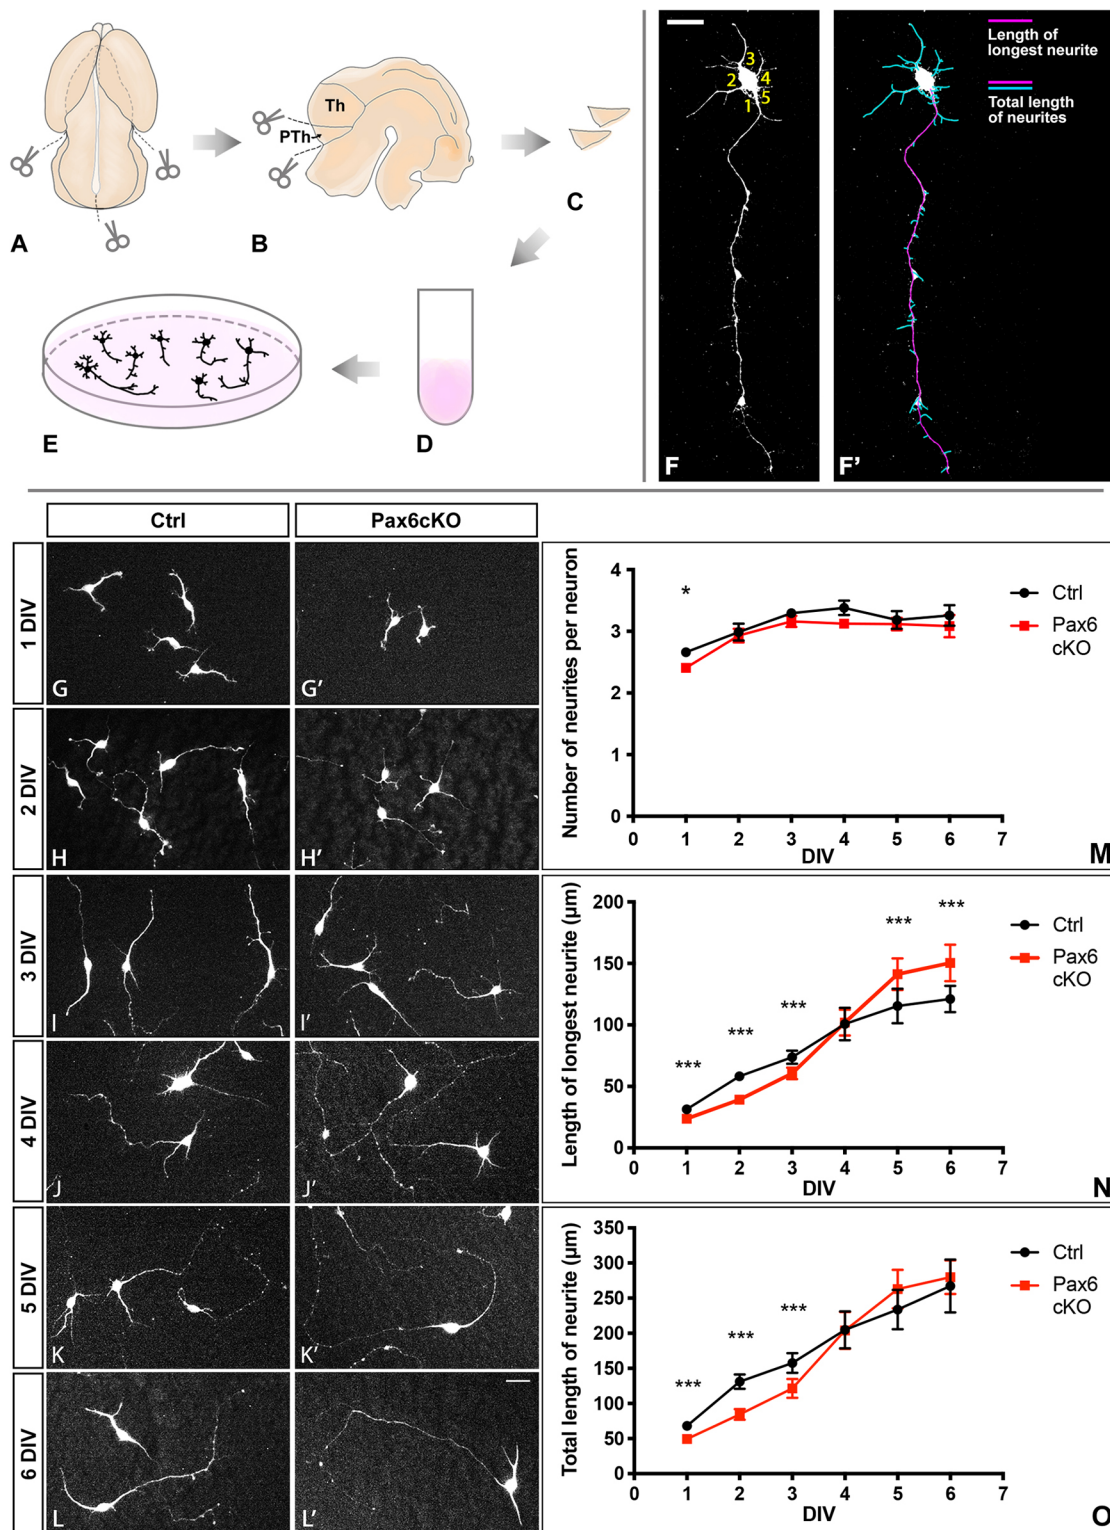 A
Th
PTh
B
C
D
E
1
2
3
4
5
F
Length of
longest neurite
Total length
of neurites
F'
Ctrl
Pax6cKO
1 DIV
G
G'
2 DIV
H
H'
3 DIV
I
I'
4 DIV
J
J'
5 DIV
K
K'
6 DIV
L
L'
Number of neurites per neuron
4
3
2
1
0
*
0 1 2 3 4 5 6 7
DIV
Ctrl
Pax6
cKO
M
Length of longest neurite (µm)
200
150
100
50
0
*** *** *** *** ***
0 1 2 3 4 5 6 7
DIV
Ctrl
Pax6
cKO
N
Total length of neurite (µm)
350
300
250
200
150
100
50
0
*** *** ***
0 1 2 3 4 5 6 7
DIV
Ctrl
Pax6
cKO
O